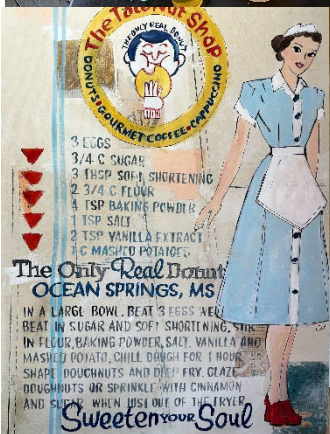 The Tatonut Shop
THE ONLY REAL DONUT
DONUTS • GOURMET COFFEE • CAPPUCCINO
3 EGGS
3/4 C SUGAR
3 TBSP SOFT SHORTENING
2 3/4 C FLOUR
4 TSP BAKING POWDER
1 TSP SALT
2 TSP VANILLA EXTRACT
1 C MASHED POTATOES
The Only Real Donut
OCEAN SPRINGS, MS
IN A LARGE BOWL, BEAT 3 EGGS WELL
BEAT IN SUGAR AND SOFT SHORTENING, STIR
IN FLOUR, BAKING POWDER, SALT, VANILLA AND
MASHED POTATO, CHILL DOUGH FOR 1 HOUR
SHAPE DOUGHNUTS AND DEEP FRY. GLAZE
DOUGHNUTS OR SPRINKLE WITH CINNAMON
AND SUGAR WHEN JUST OUT OF THE FRYER
Sweeten YOUR Soul